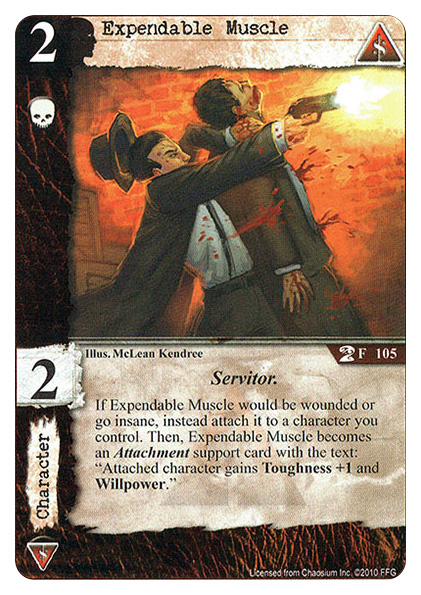 2
Expendable Muscle
$
Illus. McLean Kendree
F 105
2
Servitor.
If Expendable Muscle would be wounded or
go insane, instead attach it to a character you
control. Then, Expendable Muscle becomes
an Attachment support card with the text:
“Attached character gains Toughness +1 and
Willpower.”
Character
$
Licensed from Chaosium Inc. ©2010 FFG